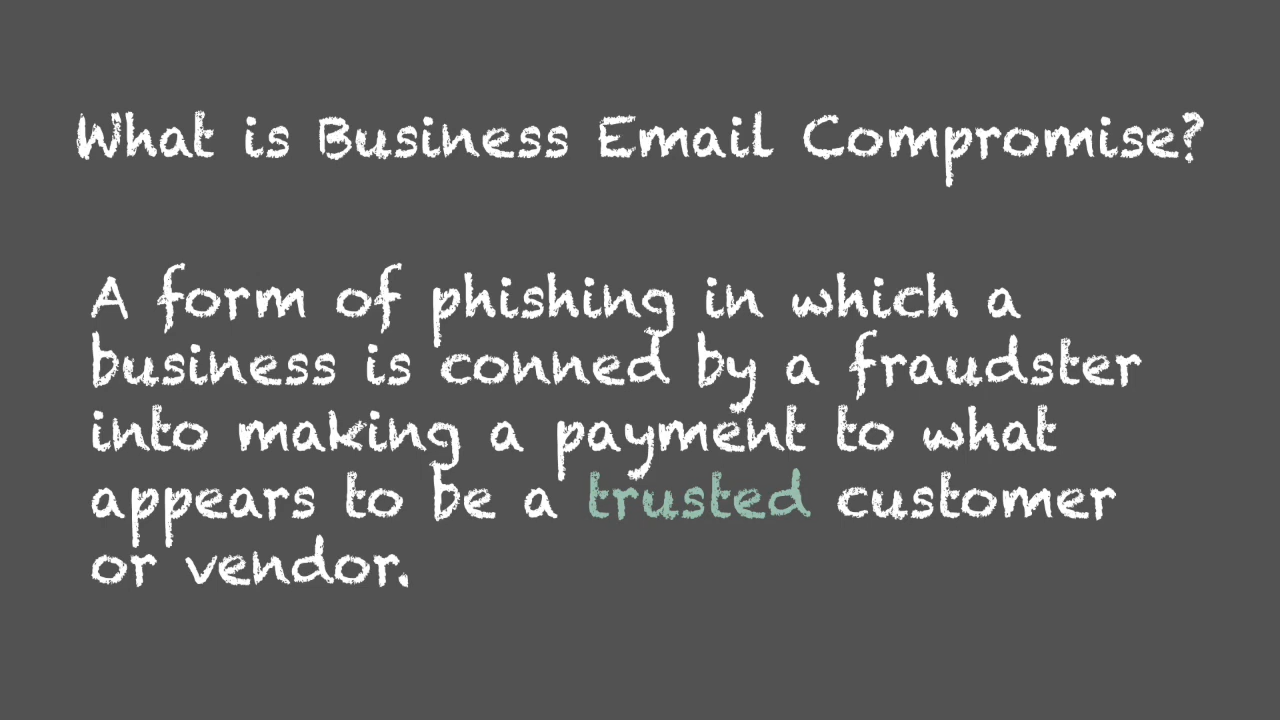 What is Business Email Compromise?
A form of phishing in which a
business is conned by a fraudster
into making a payment to what
appears to be a trusted customer
or vendor.